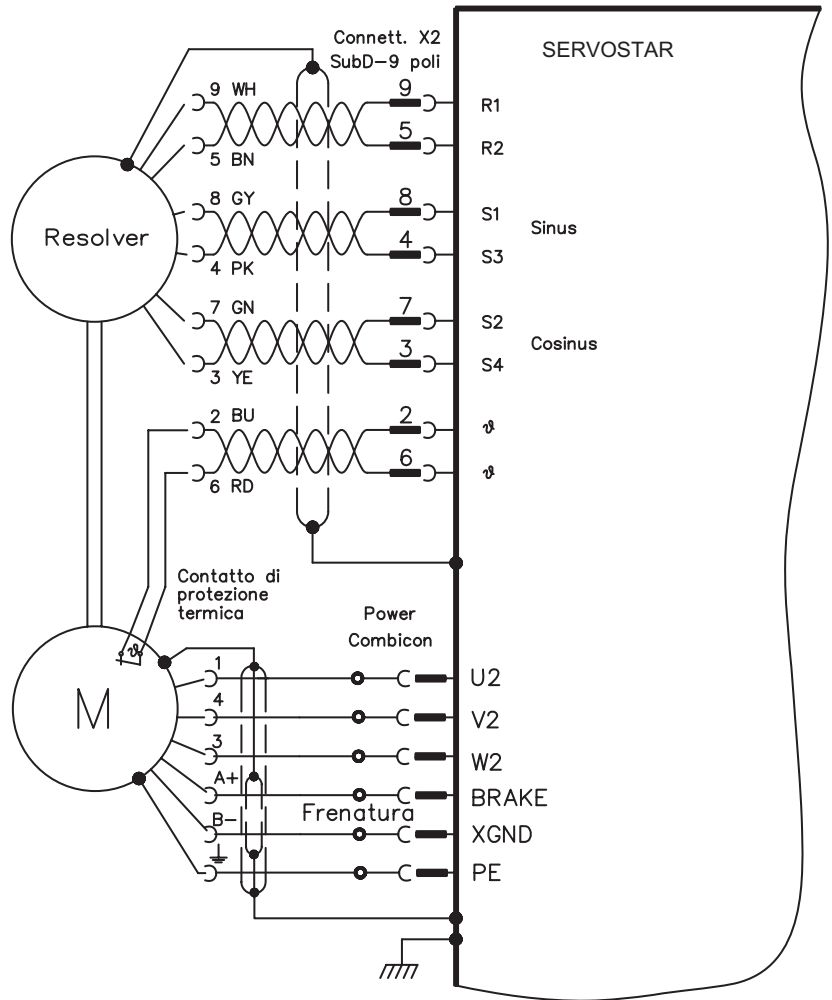 Connett. X2
SubD-9 poli
SERVOSTAR
9 WH
9
R1
5 BN
5
R2
8 GY
8
S1
Sinus
Resolver
4 PK
4
S3
7 GN
7
S2
Cosinus
3 YE
3
S4
2 BU
2
ϑ
6 RD
6
ϑ
Contatto di
protezione
termica
Power
Combicon
ϑ
1
U2
M
4
V2
3
W2
A+
BRAKE
Frenatura
B-
XGND
PE